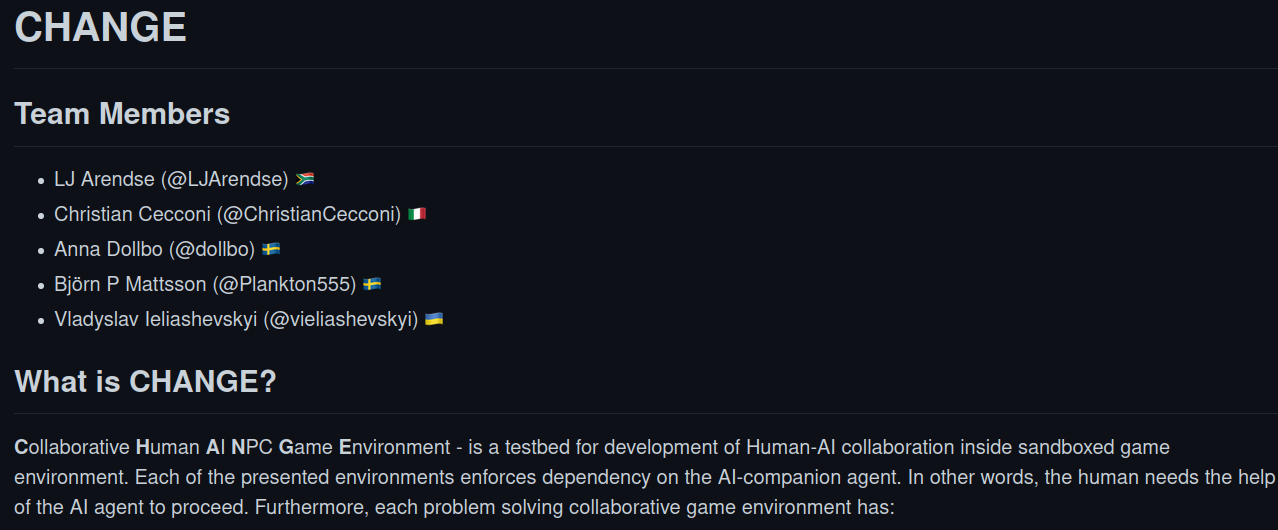 CHANGE
Team Members
LJ Arendse (@LJArendse) 🇿🇦
Christian Cecconi (@ChristianCecconi) 🇮🇹
Anna Dollbo (@dollbo) 🇸🇪
Björn P Mattsson (@Plankton555) 🇸🇪
Vladyslav Ieliashevskyi (@vieliashevskyi) 🇺🇦
What is CHANGE?
Collaborative Human AI NPC Game Environment - is a testbed for development of Human-AI collaboration inside sandboxed game
environment. Each of the presented environments enforces dependency on the AI-companion agent. In other words, the human needs the help
of the AI agent to proceed. Furthermore, each problem solving collaborative game environment has: